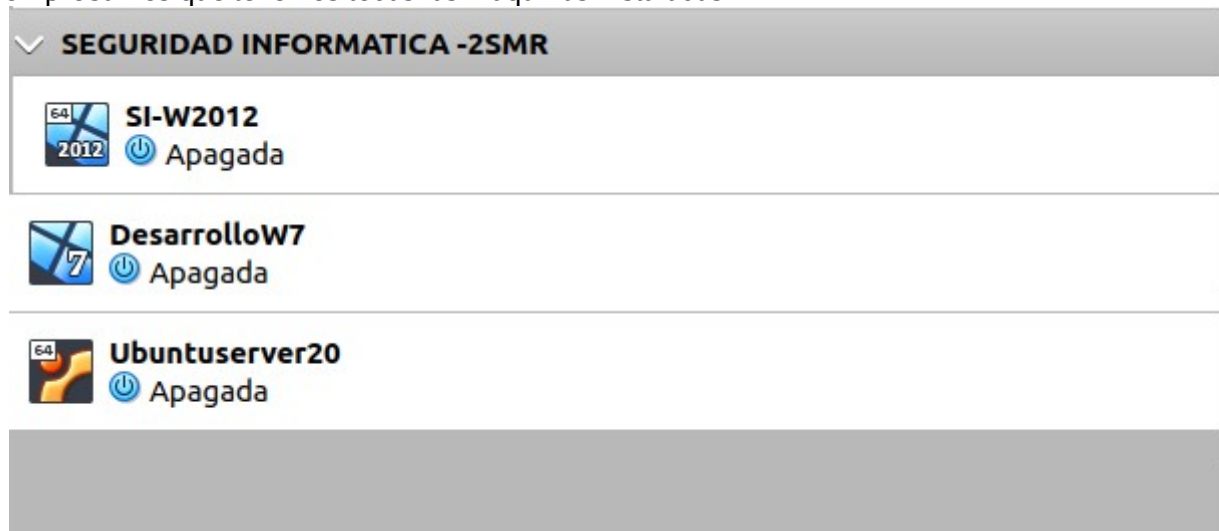 SEGURIDAD INFORMATICA -2SMR
64
2012
SI-W2012
Apagada
7
DesarrolloW7
Apagada
64
Ubuntuserver20
Apagada